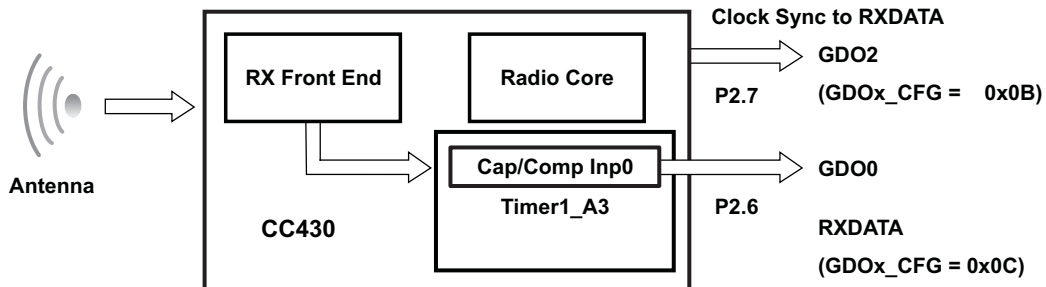 Clock Sync to RXDATA
RX Front End
Radio Core
GDO2
P2.7
(GDOx_CFG = 0x0B)
Antenna
Cap/Comp Inp0
GDO0
Timer1_A3
P2.6
CC430
RXDATA
(GDOx_CFG = 0x0C)